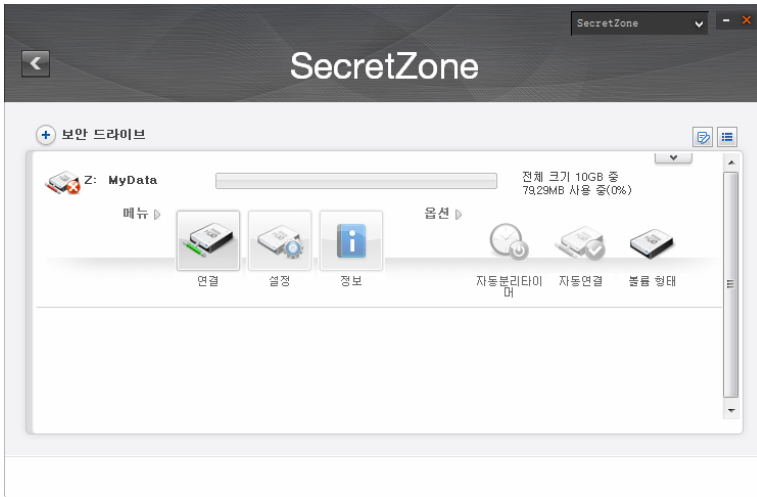 SecretZone
SecretZone
보안 드라이브
Z: MyData
전체 크기 10GB 중
79,29MB 사용 중(0%)
메뉴
옵션
연결
설정
정보
자동분리타이
머
자동연결
볼륨 형태